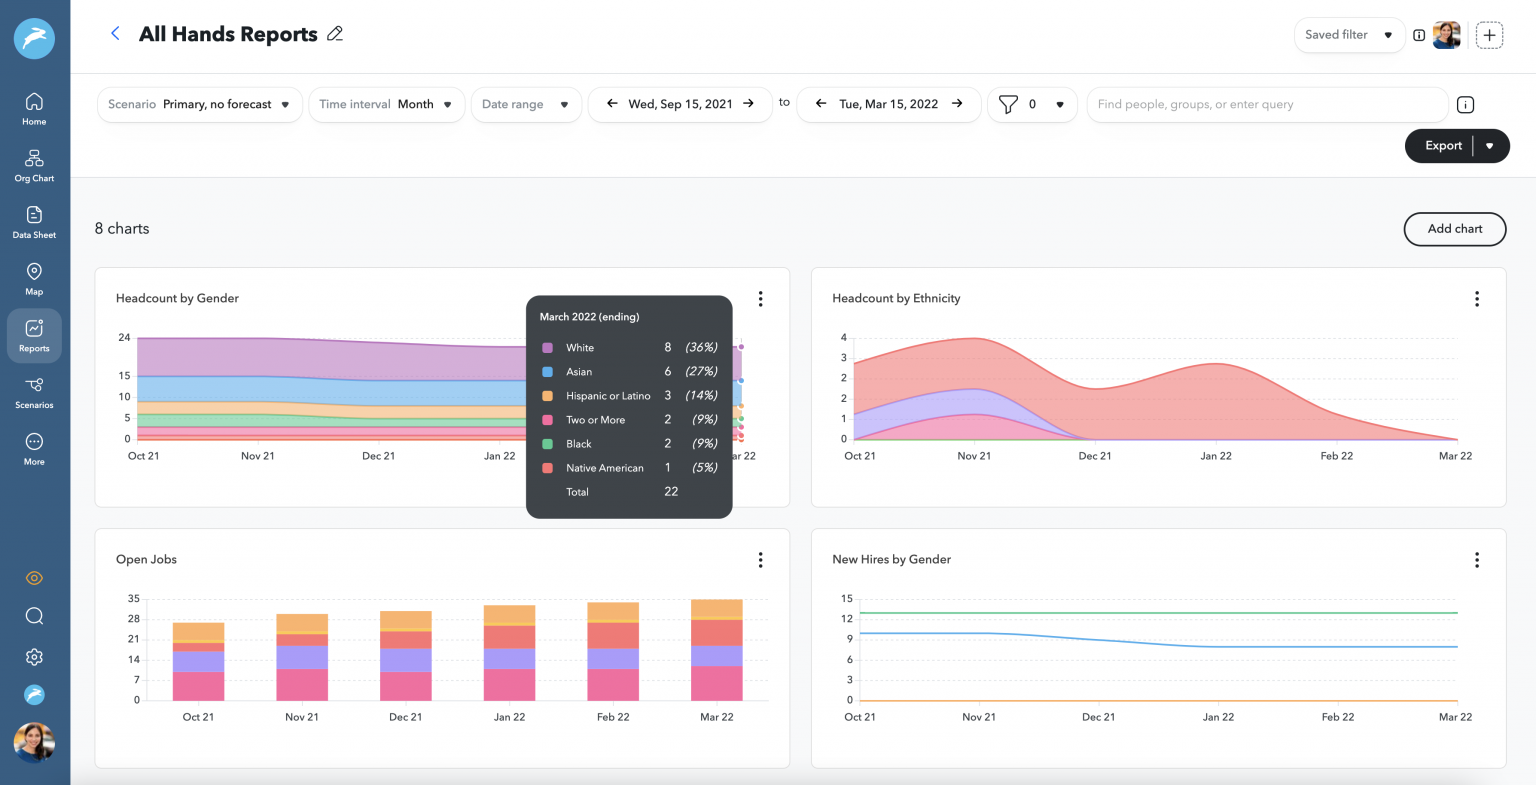 All Hands Reports
Saved filter
Scenario Primary, no forecast
Time interval Month
Date range
Wed, Sep 15, 2021
to
Tue, Mar 15, 2022
0
Find people, groups, or enter query
Export
Home
Org Chart
Data Sheet
Map
Reports
Scenarios
More
8 charts
Add chart
Headcount by Gender
24
15
10
5
0
Oct 21
Nov 21
Dec 21
Jan 22
ar 22
March 2022 (ending)
White 8 (36%)
Asian 6 (27%)
Hispanic or Latino 3 (14%)
Two or More 2 (9%)
Black 2 (9%)
Native American 1 (5%)
Total 22
Headcount by Ethnicity
4
3
2
2
1
0
Oct 21
Nov 21
Dec 21
Jan 22
Feb 22
Mar 22
Open Jobs
35
28
21
14
7
0
Oct 21
Nov 21
Dec 21
Jan 22
Feb 22
Mar 22
New Hires by Gender
15
12
9
6
3
0
Oct 21
Nov 21
Dec 21
Jan 22
Feb 22
Mar 22